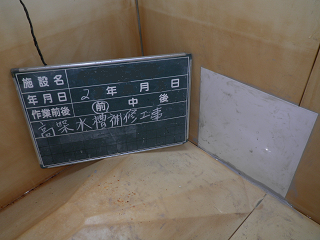 施設名
年月日 2年 月 日
作業前後 前 中 後
高架水槽補修工事